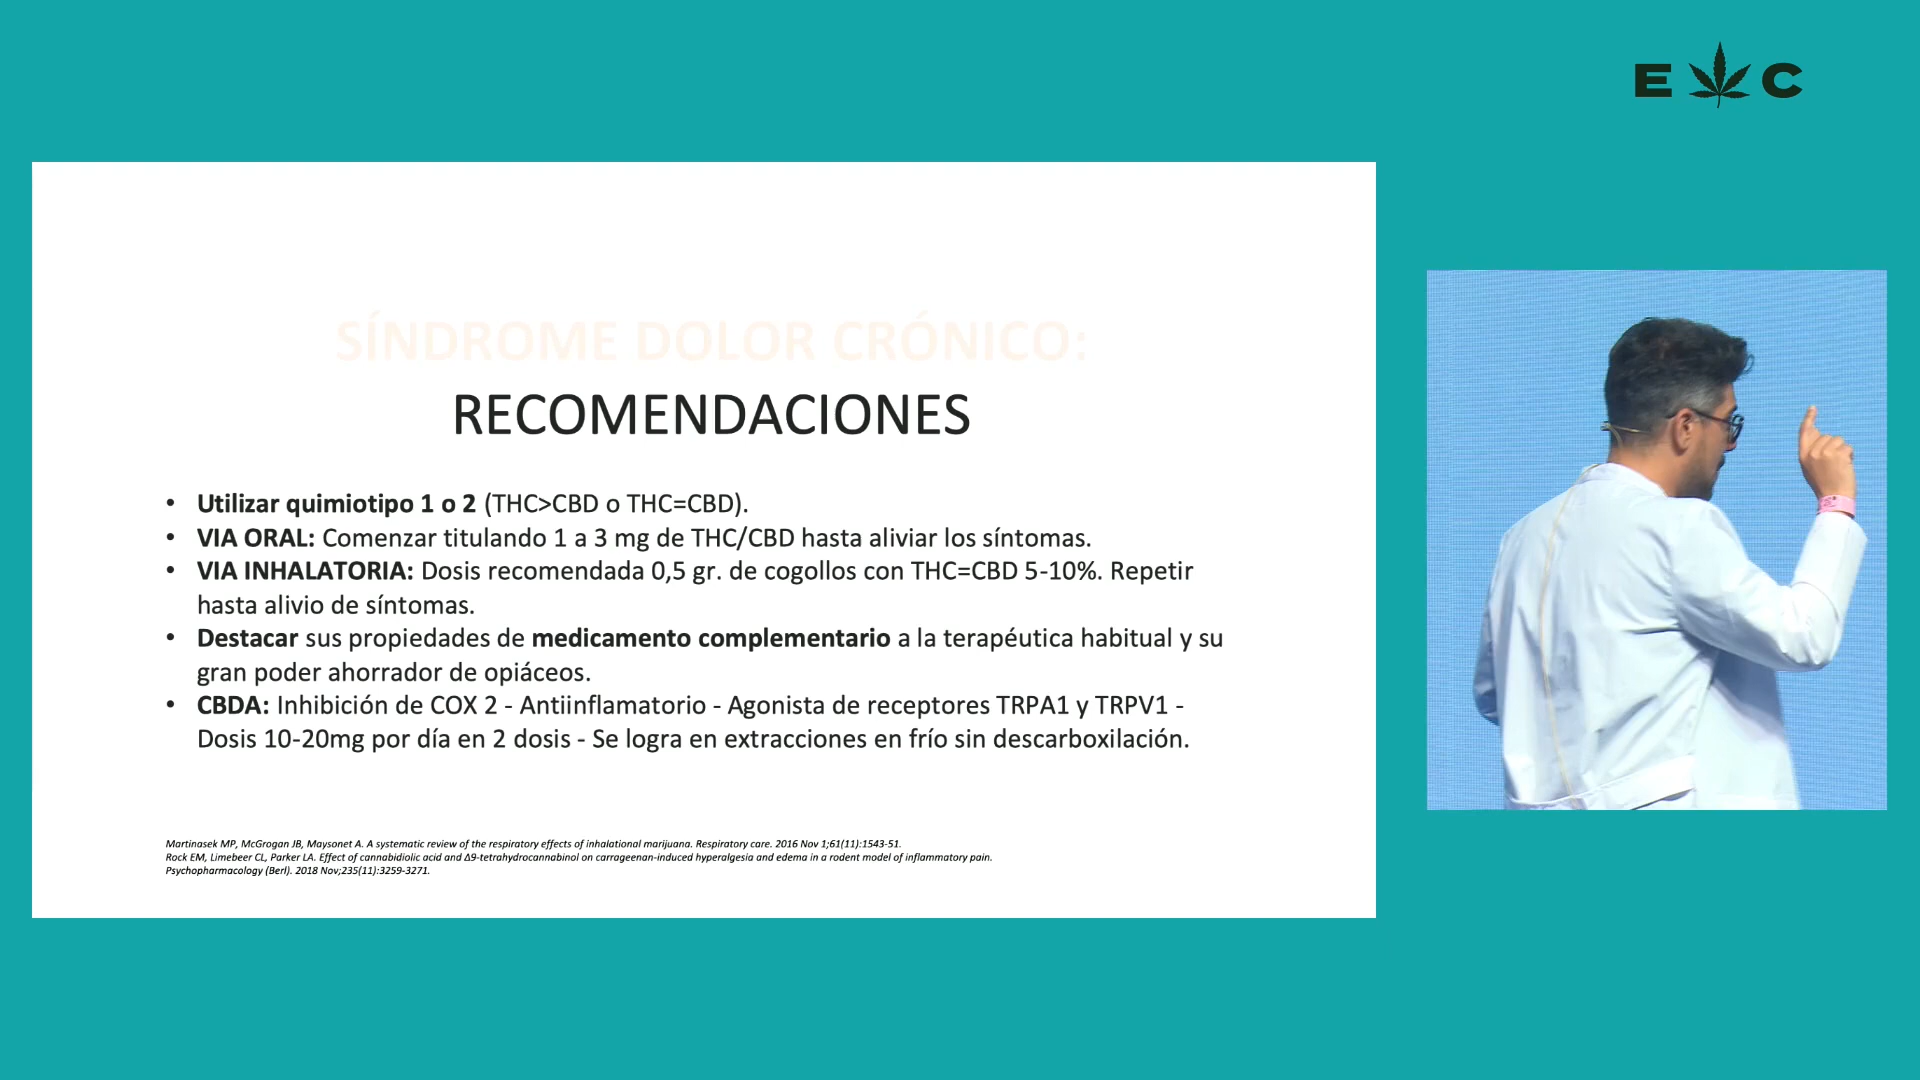 E C
SÍNDROME DOLOR CRÓNICO:
RECOMENDACIONES
• Utilizar quimiotipo 1 o 2 (THC>CBD o THC=CBD).
• VIA ORAL: Comenzar titulando 1 a 3 mg de THC/CBD hasta aliviar los síntomas.
• VIA INHALATORIA: Dosis recomendada 0,5 gr. de cogollos con THC=CBD 5-10%. Repetir
hasta alivio de síntomas.
• Destacar sus propiedades de medicamento complementario a la terapéutica habitual y su
gran poder ahorrador de opiáceos.
• CBDA: Inhibición de COX 2 - Antiinflamatorio - Agonista de receptores TRPA1 y TRPV1 -
Dosis 10-20mg por día en 2 dosis - Se logra en extracciones en frío sin descarboxilación.
Martinasek MP, McGrogan JB, Maysonet A. A systematic review of the respiratory effects of inhalational marijuana. Respiratory care. 2016 Nov 1;61(11):1543-51.
Rock EM, Limebeer CL, Parker LA. Effect of cannabidiolic acid and Δ9-tetrahydrocannabinol on carrageenan-induced hyperalgesia and edema in a rodent model of inflammatory pain.
Psychopharmacology (Berl). 2018 Nov;235(11):3259-3271.